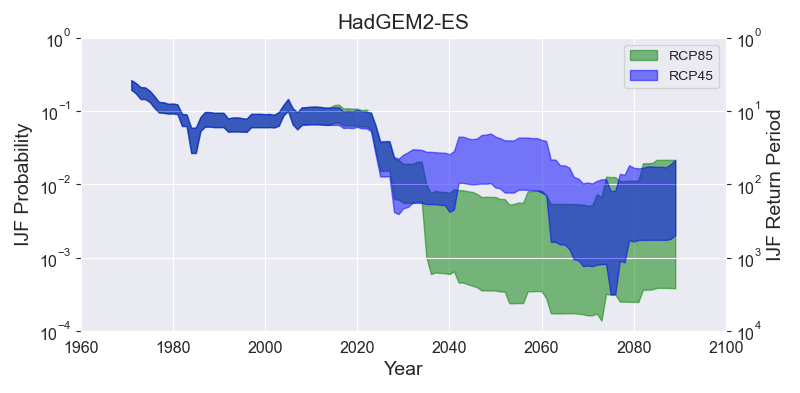 HadGEM2-ES
10^0
10^-1
10^-2
10^-3
10^-4
IJF Probability
RCP85
RCP45
10^0
10^1
10^2
10^3
10^4
IJF Return Period
1960 1980 2000 2020 2040 2060 2080 2100
Year